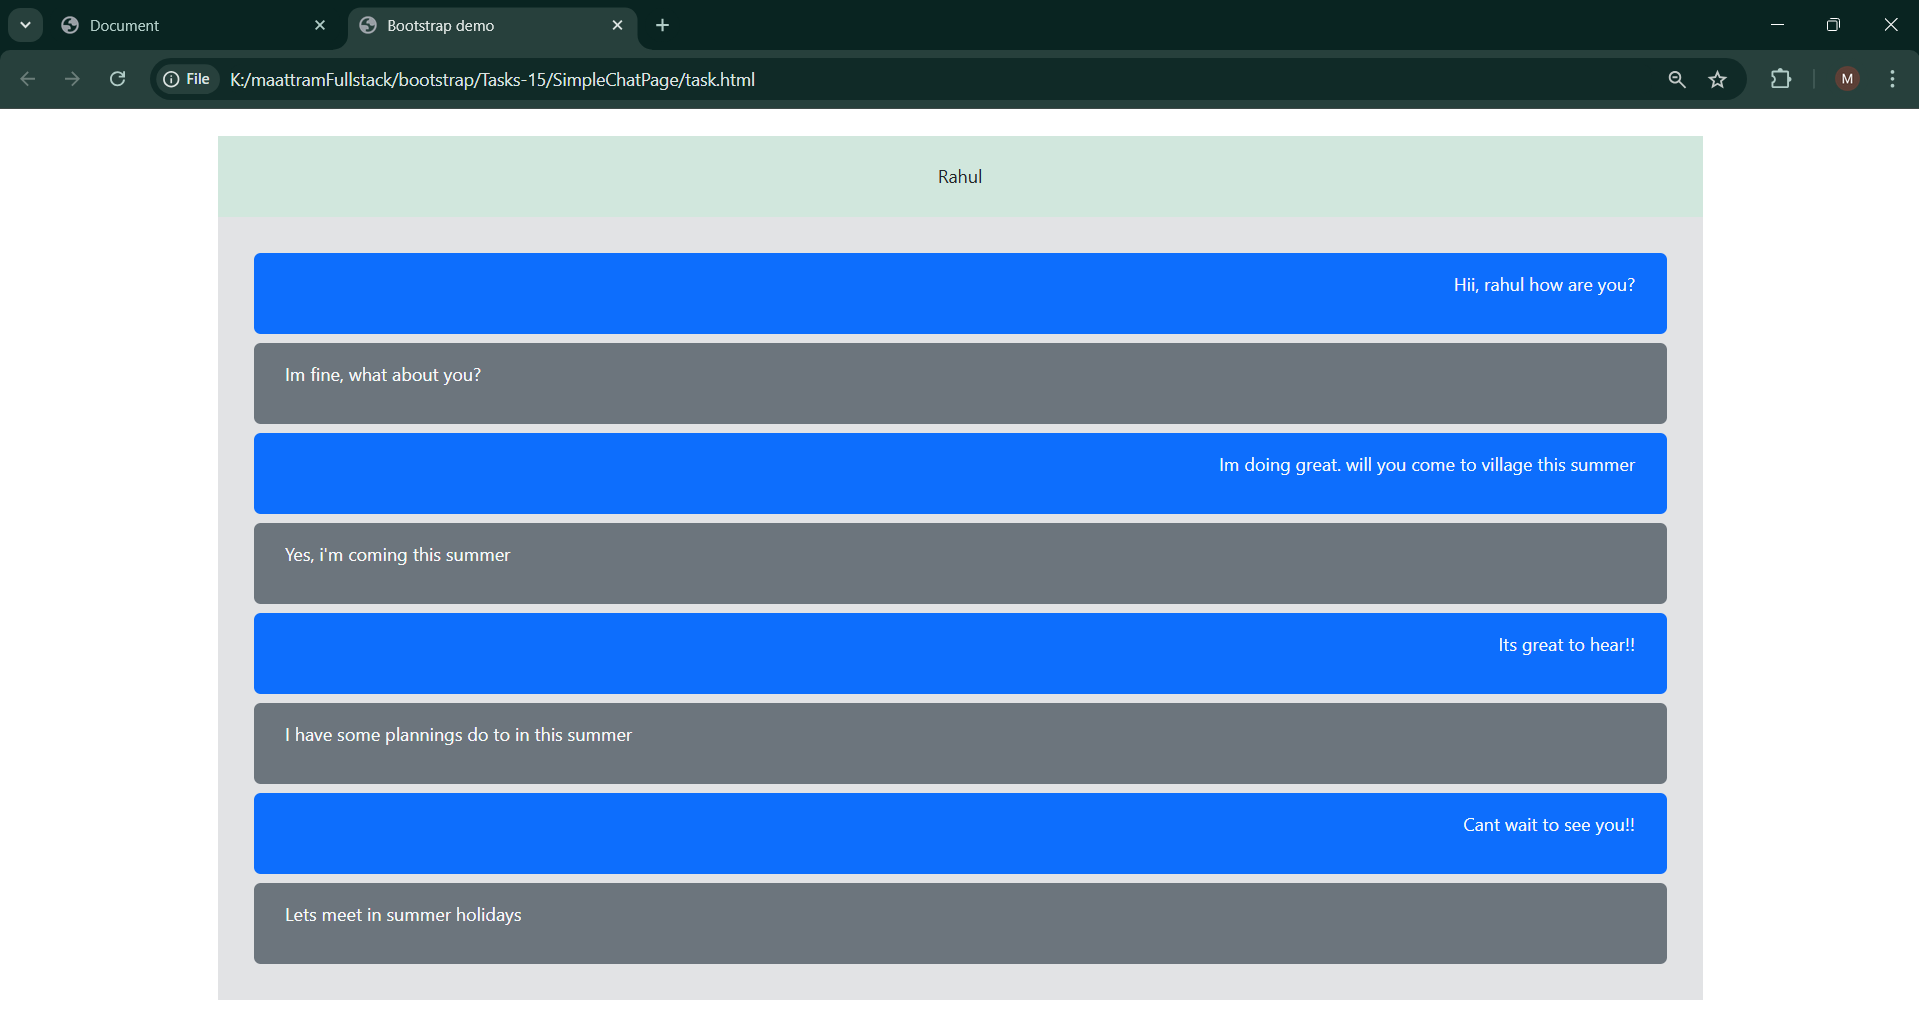 Document
Bootstrap demo
File
K:/maattramFullstack/bootstrap/Tasks-15/SimpleChatPage/task.html
M
Rahul
Hii, rahul how are you?
Im fine, what about you?
Im doing great. will you come to village this summer
Yes, i'm coming this summer
Its great to hear!!
I have some plannings do to in this summer
Cant wait to see you!!
Lets meet in summer holidays